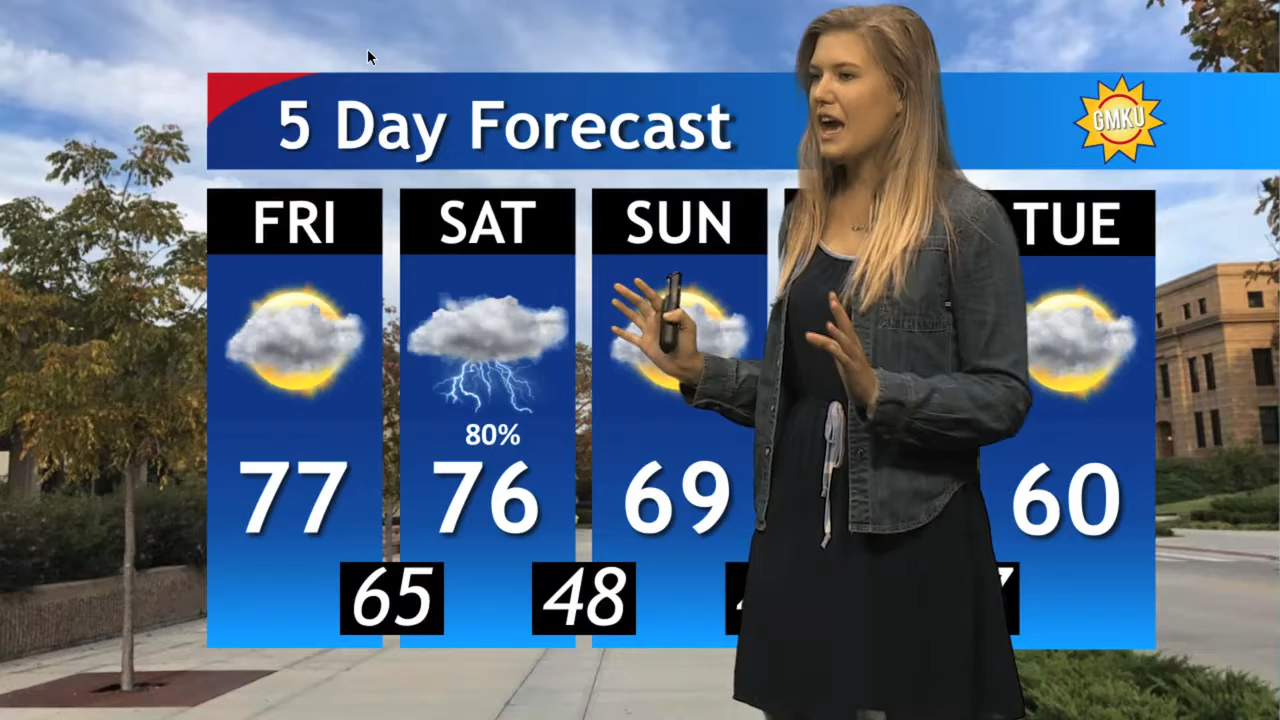 5 Day Forecast
GMKU
FRI
SAT
SUN
TUE
80%
77
76
69
60
65
48